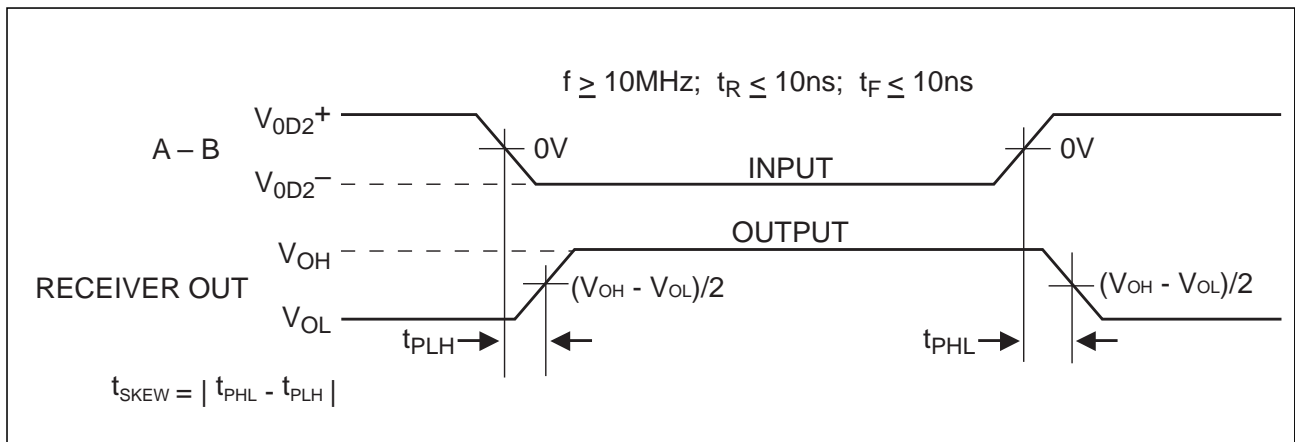 f ≥ 10MHz; tR ≤ 10ns; tF ≤ 10ns
V0D2+
A – B
0V
0V
V0D2–
INPUT
OUTPUT
VOH
RECEIVER OUT
(VOH - VOL)/2
(VOH - VOL)/2
VOL
tPLH
tPHL
tSKEW = | tPHL - tPLH |